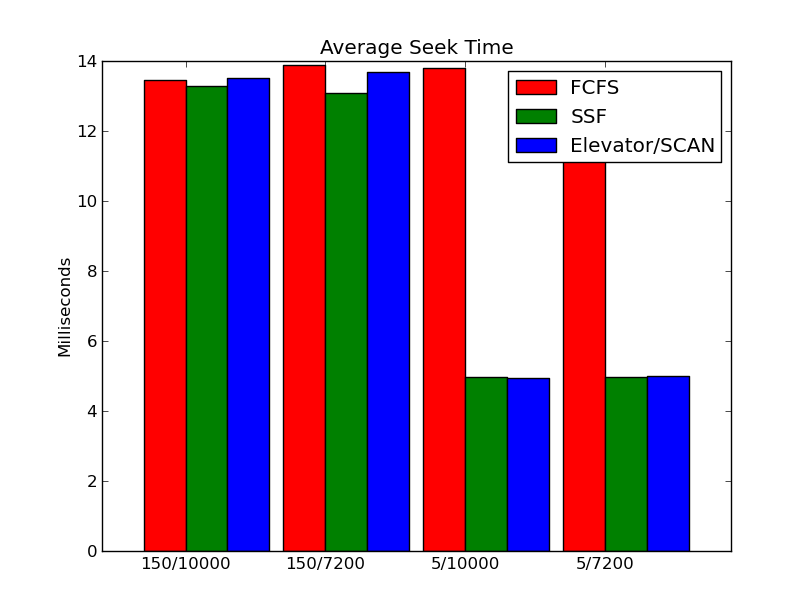 Average Seek Time
14
12
10
8
6
4
2
0
Milliseconds
FCFS
SSF
Elevator/SCAN
150/10000
150/7200
5/10000
5/7200